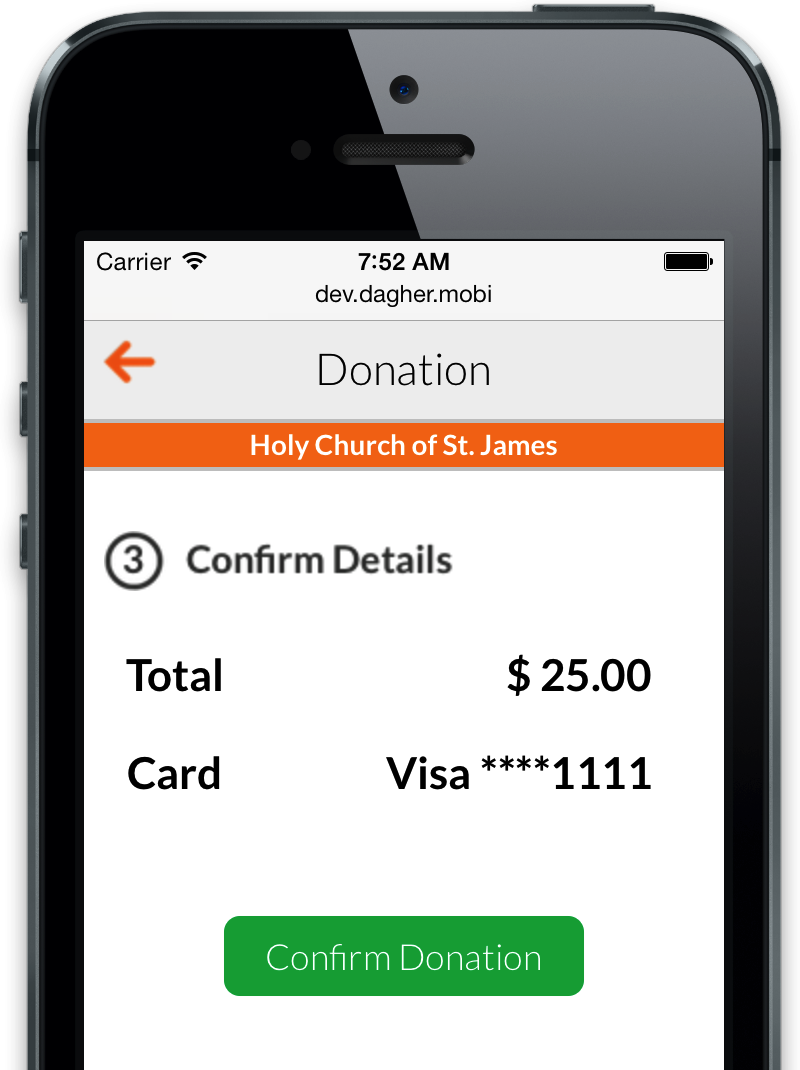 Carrier 7:52 AM
dev.dagher.mobi
Donation
Holy Church of St. James
3 Confirm Details
Total $ 25.00
Card Visa ****1111
Confirm Donation